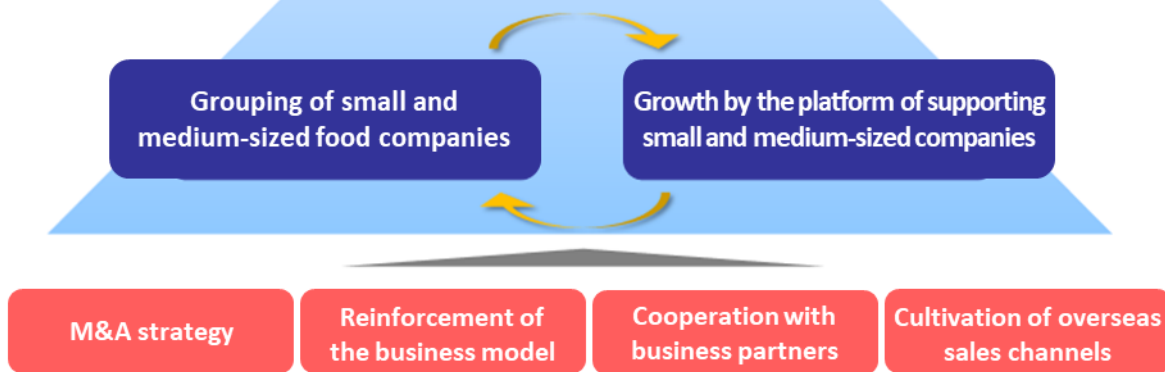 Grouping of small and
medium-sized food companies
Growth by the platform of supporting
small and medium-sized companies
M&A strategy
Reinforcement of
the business model
Cooperation with
business partners
Cultivation of overseas
sales channels